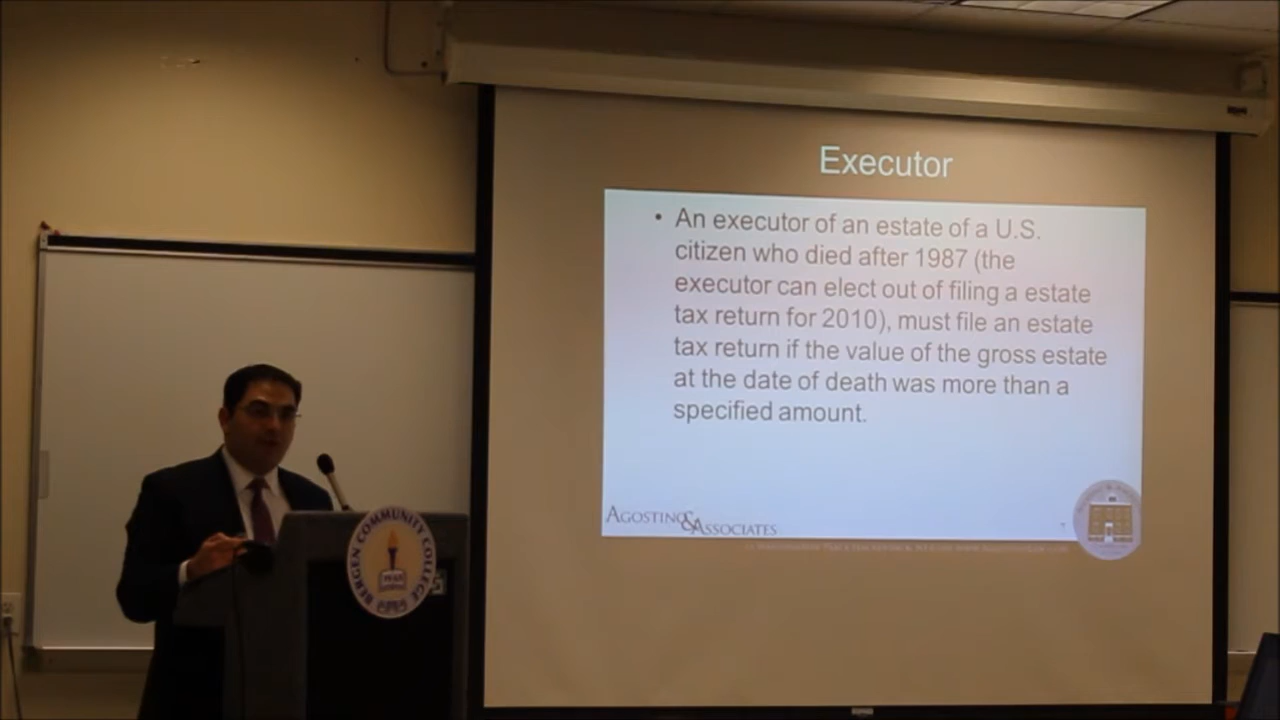 Executor
• An executor of an estate of a U.S.
citizen who died after 1987 (the
executor can elect out of filing a estate
tax return for 2010), must file an estate
tax return if the value of the gross estate
at the date of death was more than a
specified amount.
AGOSTINO & ASSOCIATES
BERGEN COMMUNITY COLLEGE